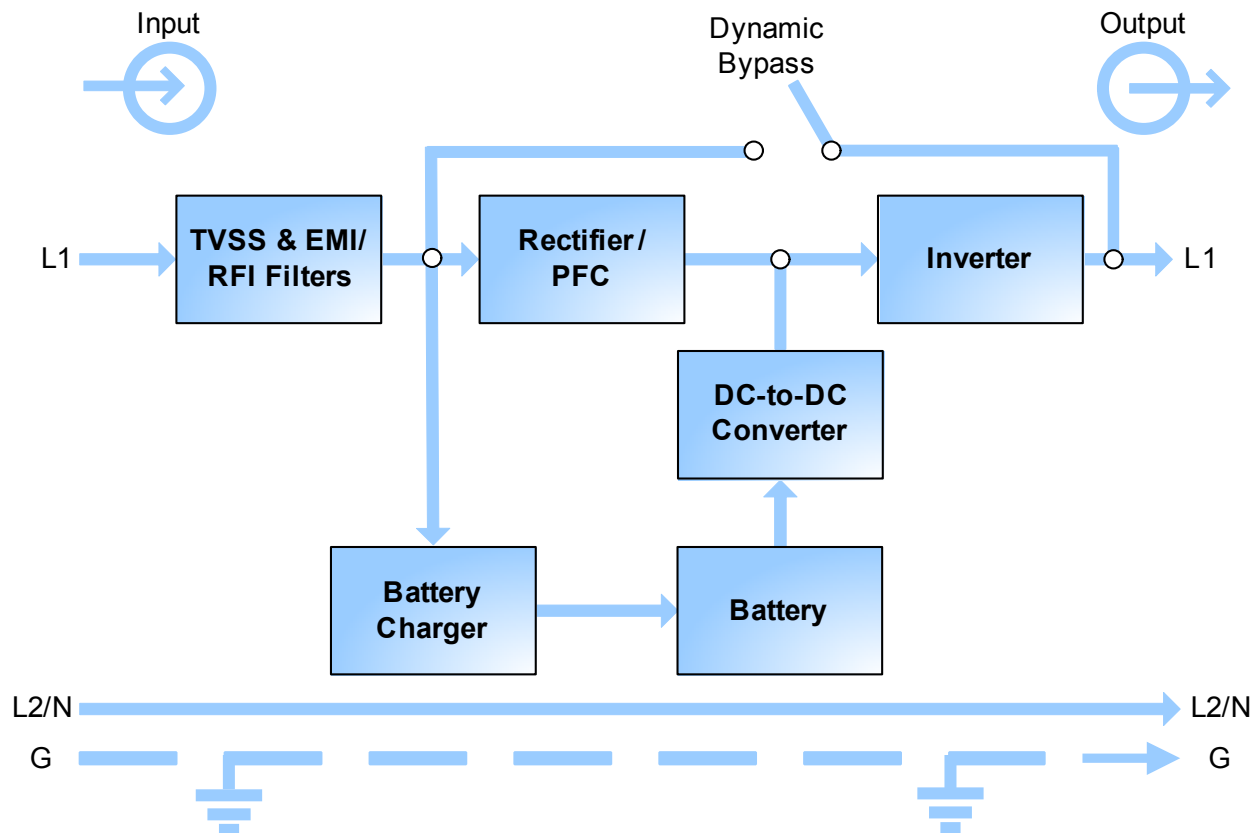 Input
Dynamic
Bypass
Output
L1
TVSS & EMI/
RFI Filters
Rectifier/
PFC
Inverter
L1
DC-to-DC
Converter
Battery
Charger
Battery
L2/N
L2/N
G
G